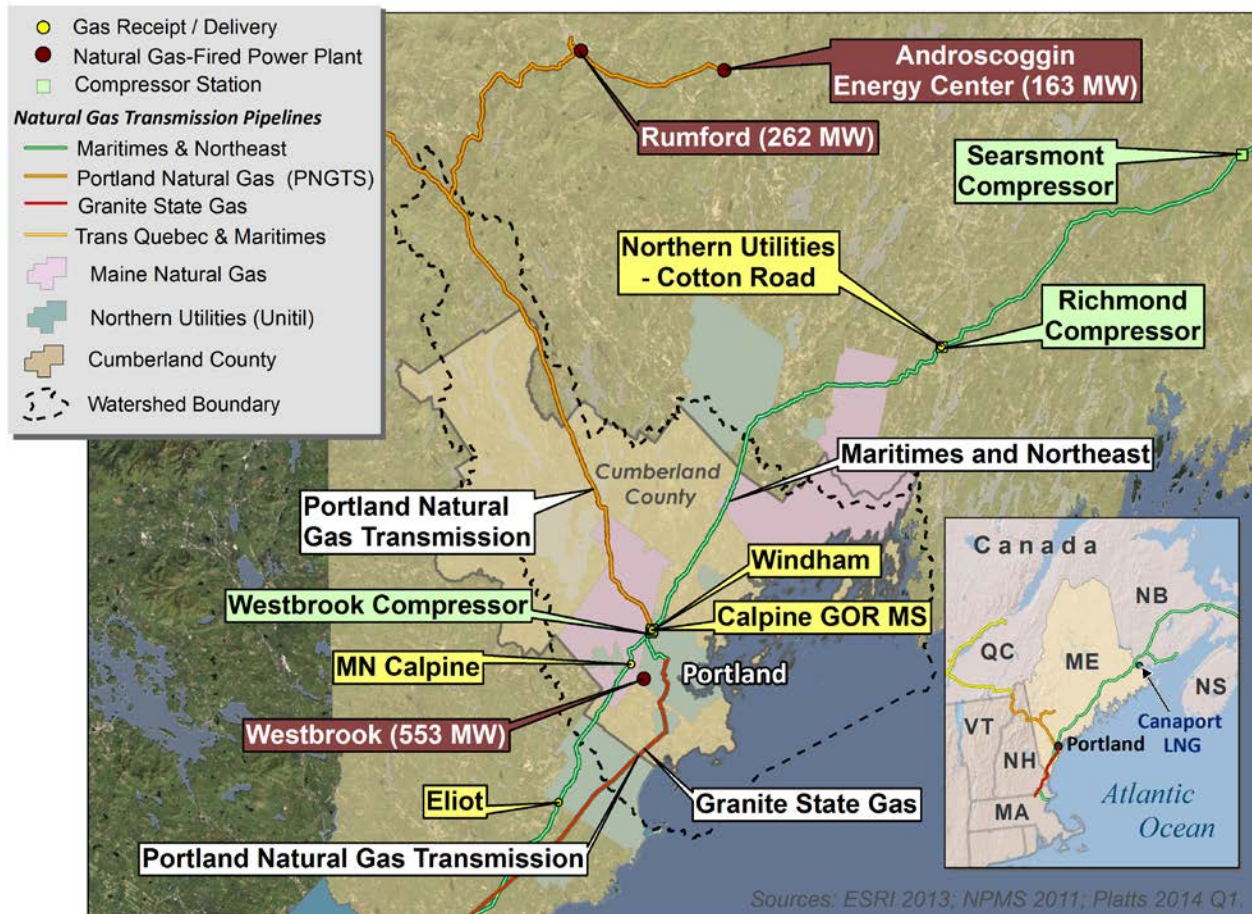 Gas Receipt / Delivery
Natural Gas-Fired Power Plant
Compressor Station
Natural Gas Transmission Pipelines
Maritimes & Northeast
Portland Natural Gas (PNGTS)
Granite State Gas
Trans Quebec & Maritimes
Maine Natural Gas
Northern Utilities (Unitil)
Cumberland County
Watershed Boundary
Androscoggin
Energy Center (163 MW)
Rumford (262 MW)
Searsmont
Compressor
Northern Utilities
- Cotton Road
Richmond
Compressor
Maritimes and Northeast
Cumberland
County
Portland Natural
Gas Transmission
Windham
Westbrook Compressor
Calpine GOR MS
MN Calpine
Portland
Westbrook (553 MW)
Eliot
Granite State Gas
Portland Natural Gas Transmission
Canada
NB
QC
ME
NS
VT
Canaport
LNG
Portland
NH
MA
Atlantic
Ocean
Sources: ESRI 2013; NPMS 2011; Platts 2014 Q1.